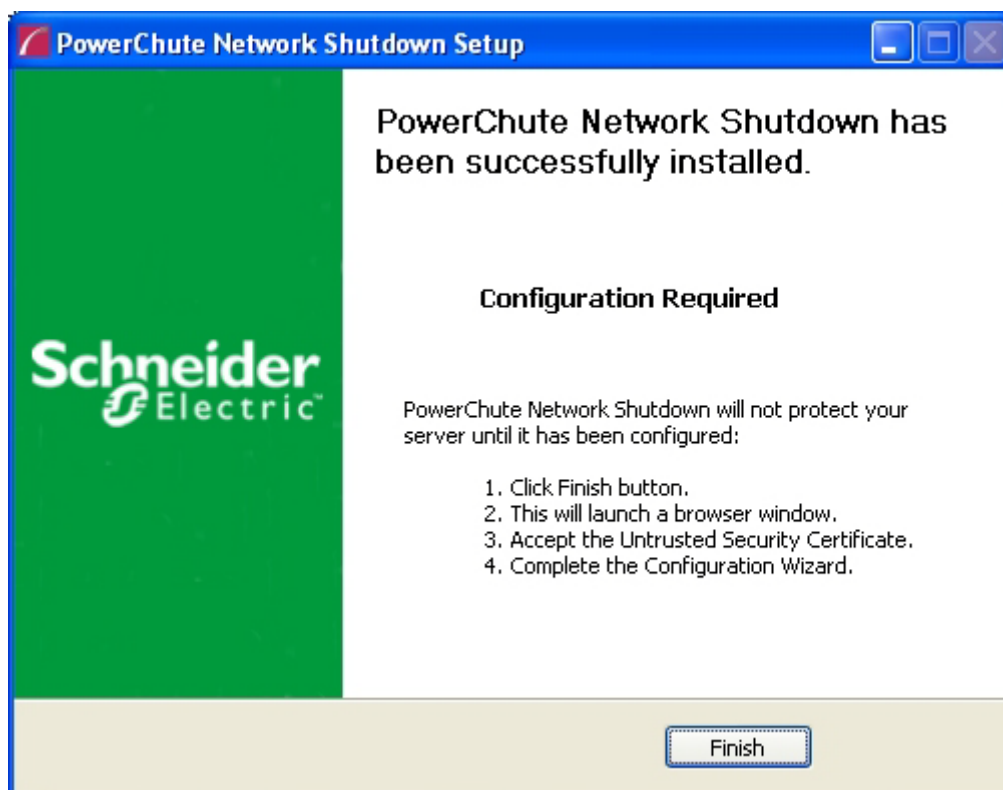 PowerChute Network Shutdown Setup
PowerChute Network Shutdown has
been successfully installed.
Configuration Required
Schneider
Electric™
PowerChute Network Shutdown will not protect your
server until it has been configured:
1. Click Finish button.
2. This will launch a browser window.
3. Accept the Untrusted Security Certificate.
4. Complete the Configuration Wizard.
Finish